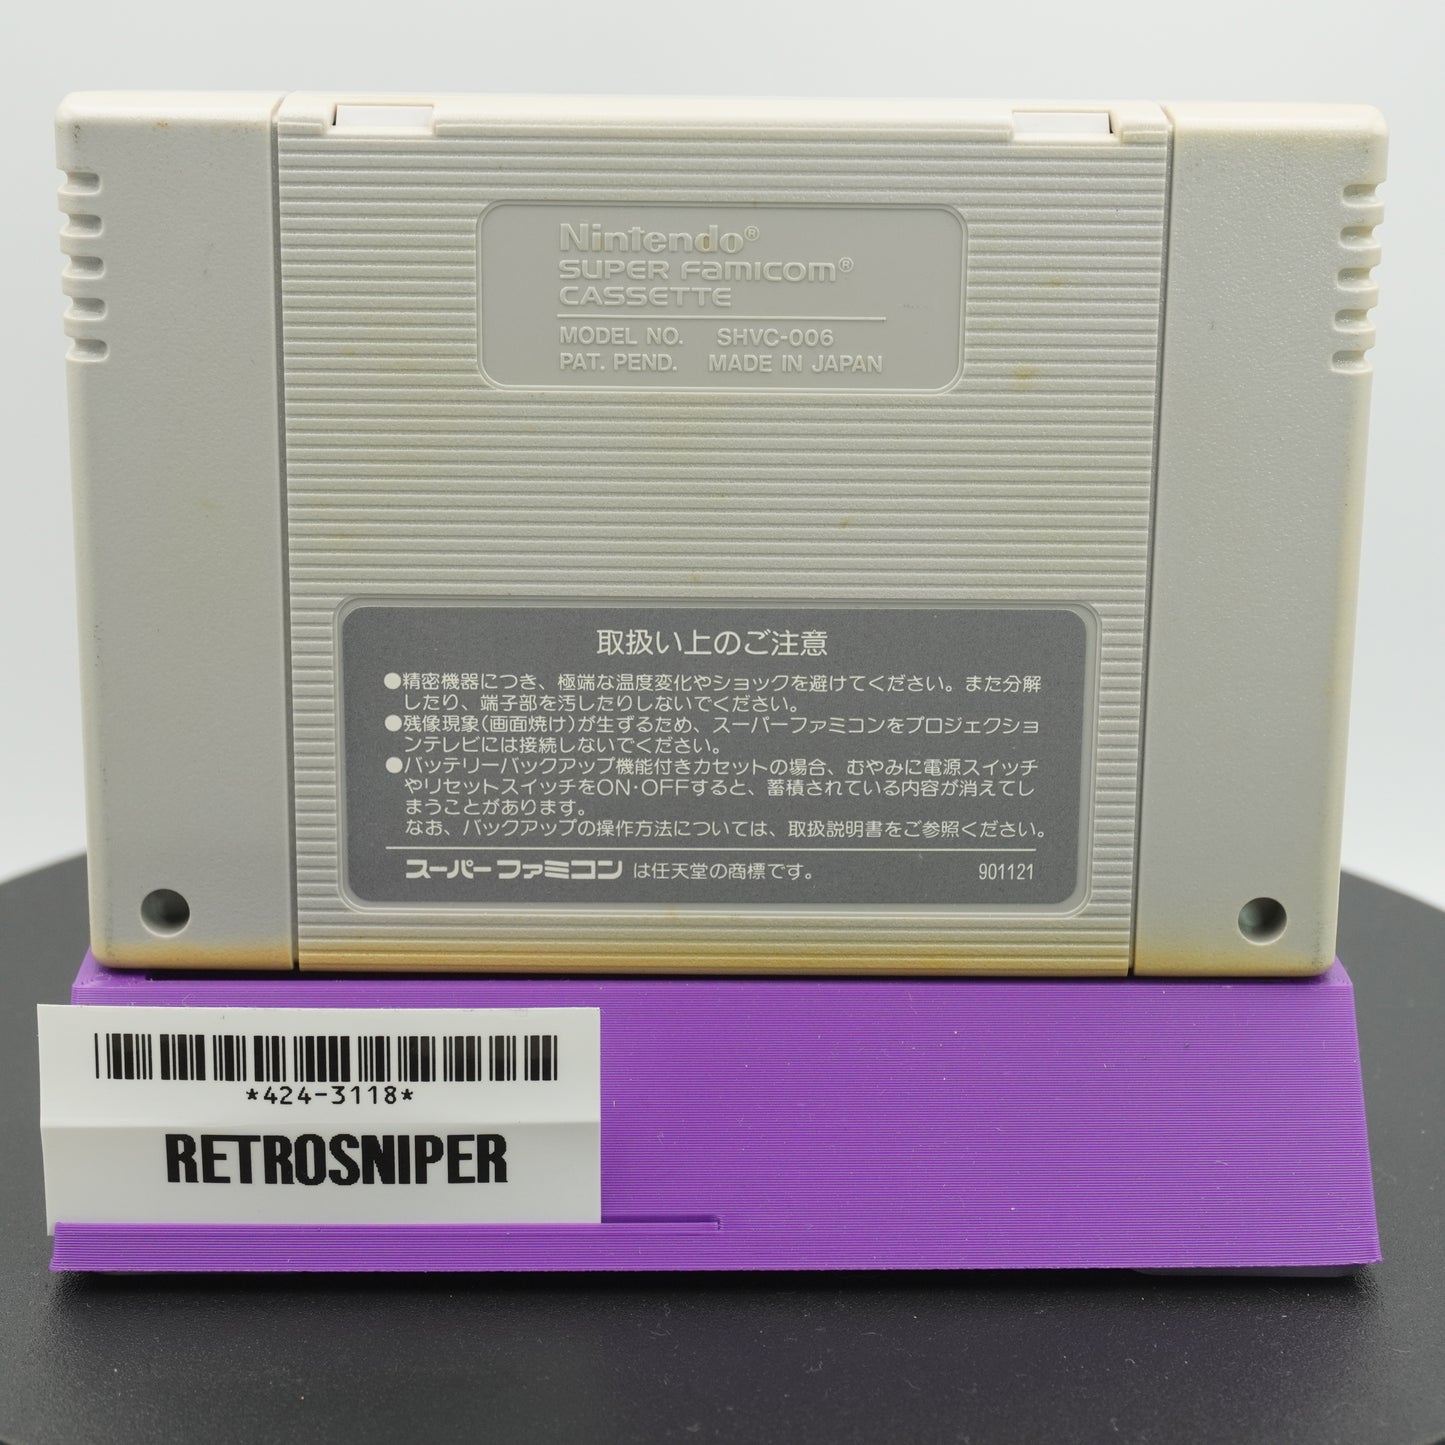 Nintendo®
SUPER FAMICOM®
CASSETTE
MODEL NO. SHVC-006
PAT. PEND. MADE IN JAPAN
取扱い上のご注意
●精密機器につき、極端な温度変化やショックを避けてください。また分解
したり、端子部を汚したりしないでください。
●残像現象(画面焼け)が生ずるため、スーパーファミコンをプロジェクショ
ンテレビには接続しないでください。
●バッテリーバックアップ機能付きカセットの場合、むやみに電源スイッチ
やリセットスイッチをON・OFFすると、蓄積されている内容が消えてし
まうことがあります。
なお、バックアップの操作方法については、取扱説明書をご参照ください。
スーパーファミコン は任天堂の商標です。 901121
*424-3118*
RETROSNIPER